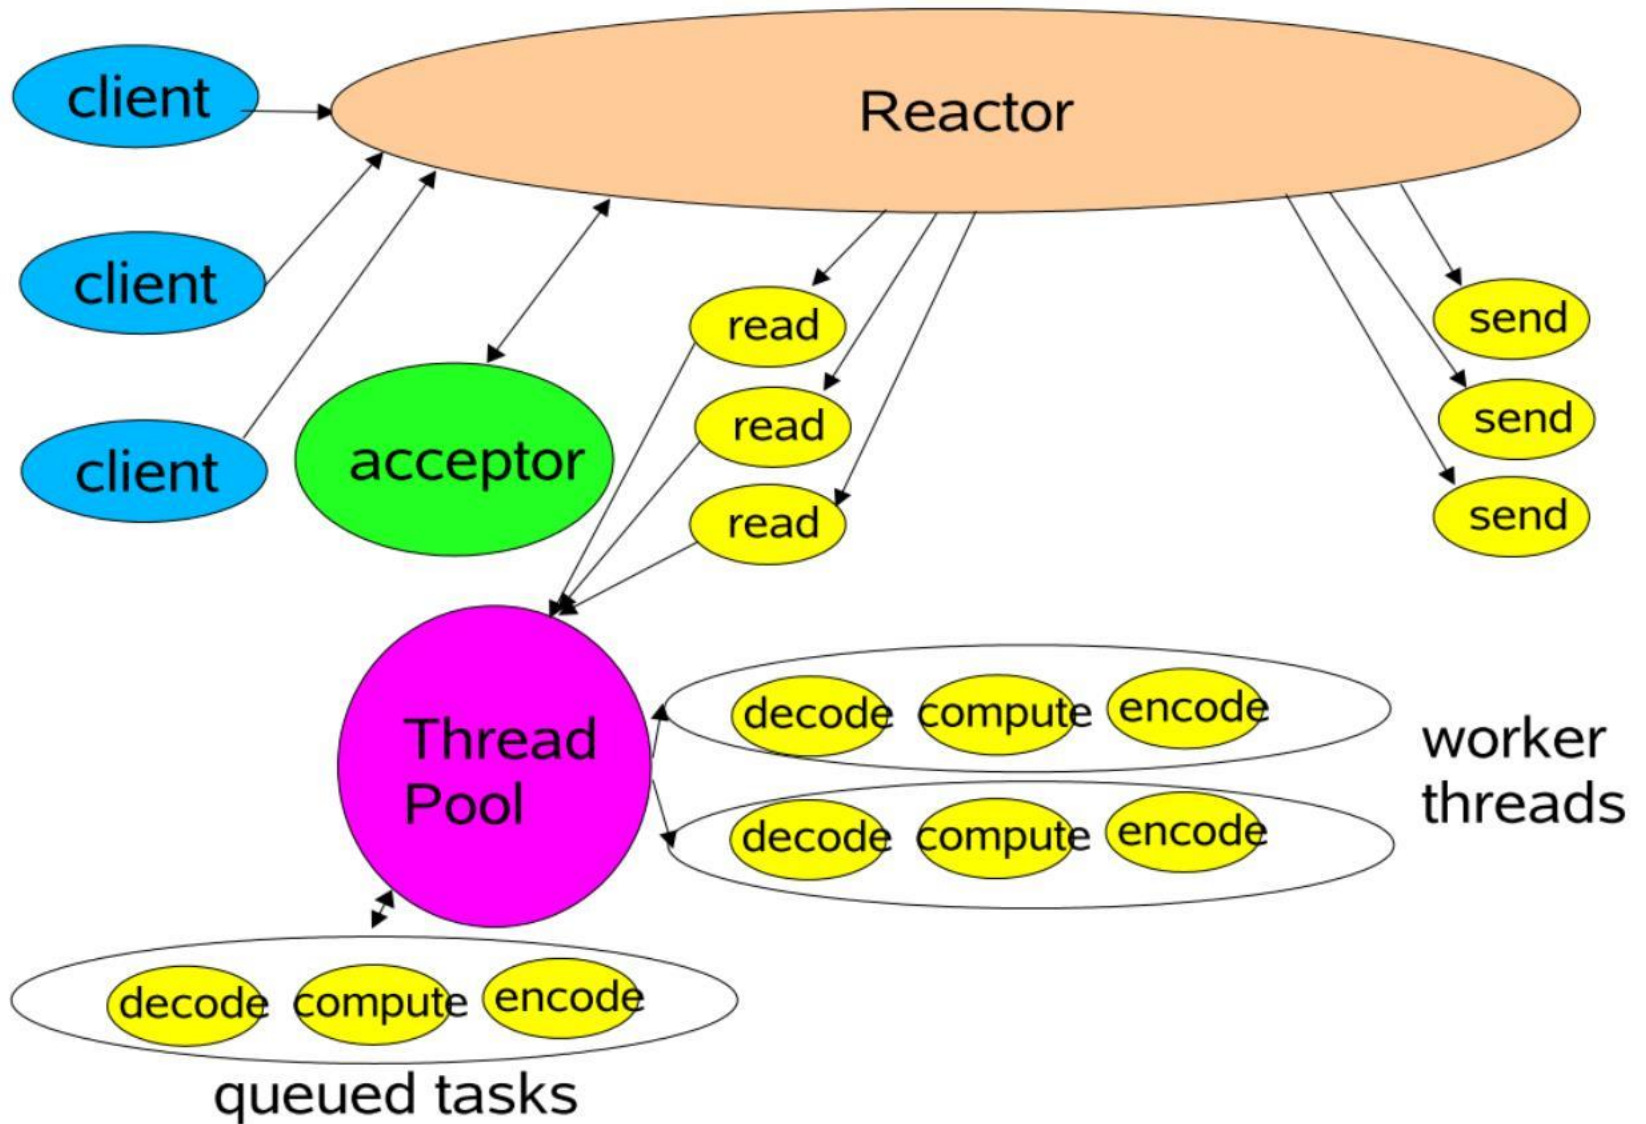 client
Reactor
client
client
acceptor
read
read
read
send
send
send
Thread
Pool
decode compute encode
decode compute encode
worker
threads
decode compute encode
queued tasks